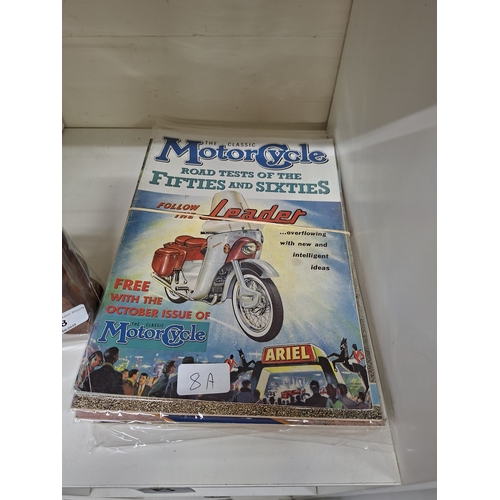 THE CLASSIC
MotorCycle
ROAD TESTS OF THE
FIFTIES AND SIXTIES
FOLLOW
THE Leader
...overflowing
with new and
intelligent
ideas
FREE
WITH THE
OCTOBER ISSUE OF
THE CLASSIC
MotorCycle
ARIEL
8A